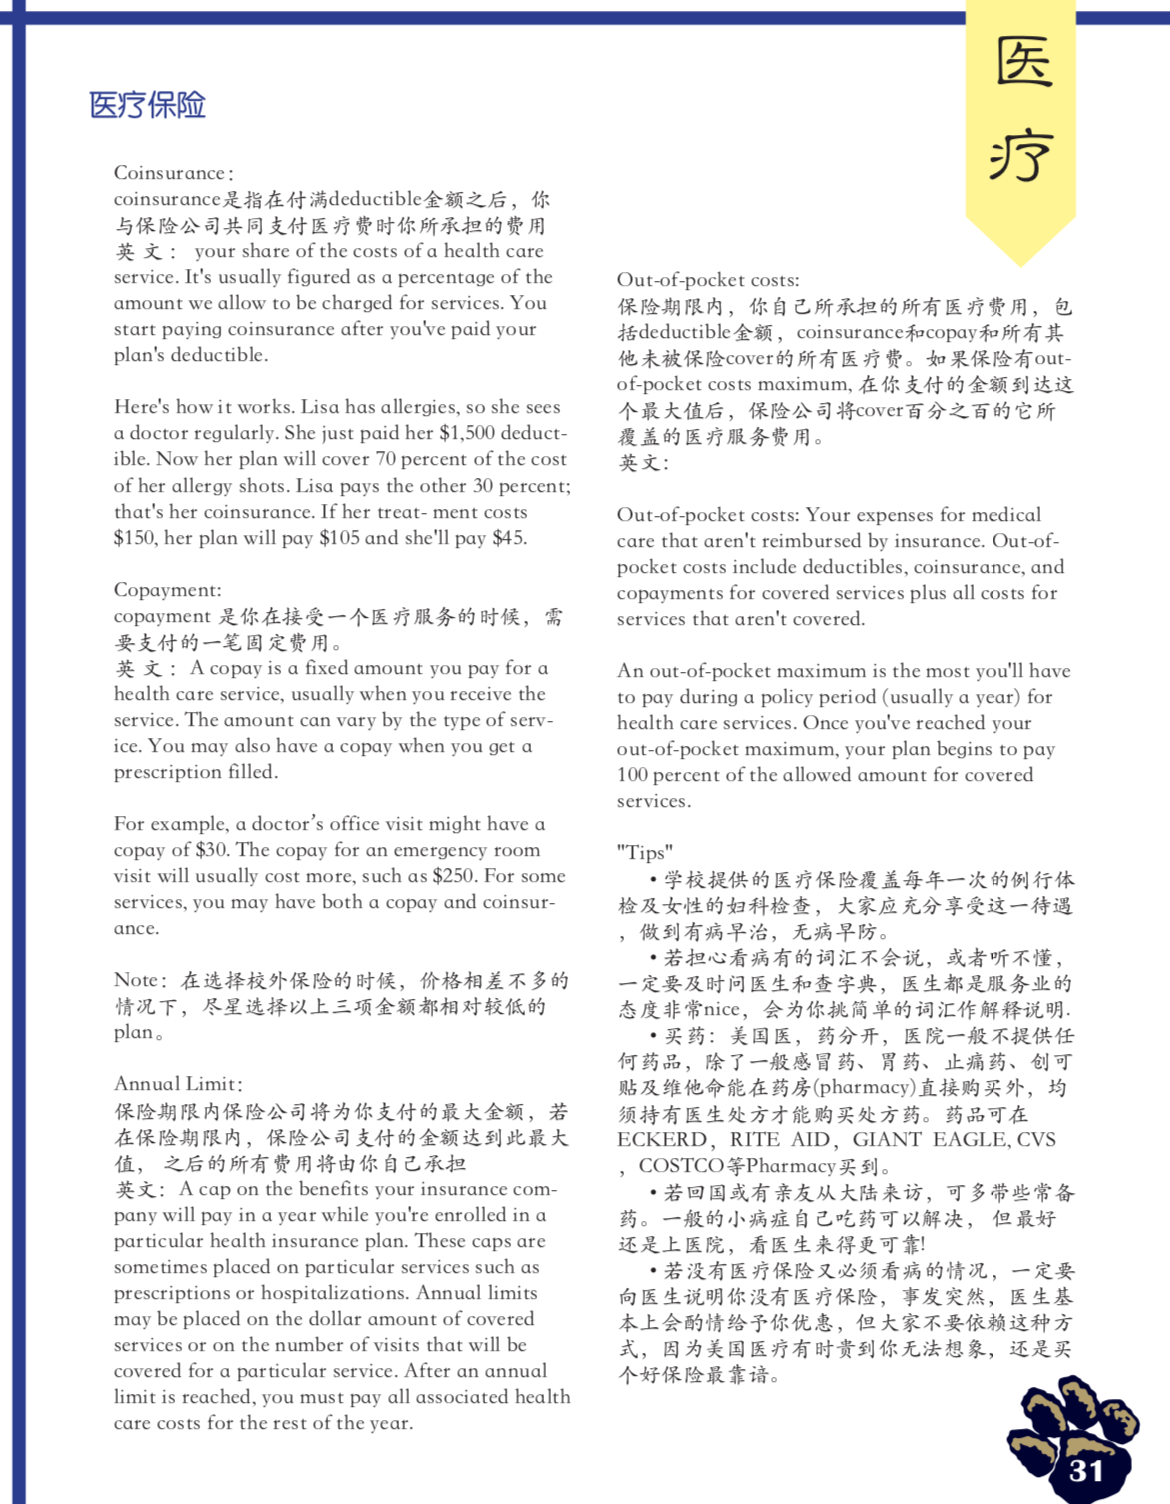 医
疗
医疗保险
Coinsurance：
coinsurance是指在付满deductible金额之后，你
与保险公司共同支付医疗费时你所承担的费用
英 文 ： your share of the costs of a health care
service. It's usually figured as a percentage of the
amount we allow to be charged for services. You
start paying coinsurance after you've paid your
plan's deductible.
Here's how it works. Lisa has allergies, so she sees
a doctor regularly. She just paid her $1,500 deduct-
ible. Now her plan will cover 70 percent of the cost
of her allergy shots. Lisa pays the other 30 percent;
that's her coinsurance. If her treat- ment costs
$150, her plan will pay $105 and she'll pay $45.
Copayment:
copayment 是你在接受一个医疗服务的时候，需
要支付的一笔固定费用。
英 文 ： A copay is a fixed amount you pay for a
health care service, usually when you receive the
service. The amount can vary by the type of serv-
ice. You may also have a copay when you get a
prescription filled.
For example, a doctor’s office visit might have a
copay of $30. The copay for an emergency room
visit will usually cost more, such as $250. For some
services, you may have both a copay and coinsur-
ance.
Note：在选择校外保险的时候，价格相差不多的
情况下，尽星选择以上三项金额都相对较低的
plan。
Annual Limit：
保险期限内保险公司将为你支付的最大金额，若
在保险期限内，保险公司支付的金额达到此最大
值， 之后的所有费用将由你自己承担
英文：A cap on the benefits your insurance com-
pany will pay in a year while you're enrolled in a
particular health insurance plan. These caps are
sometimes placed on particular services such as
prescriptions or hospitalizations. Annual limits
may be placed on the dollar amount of covered
services or on the number of visits that will be
covered for a particular service. After an annual
limit is reached, you must pay all associated health
care costs for the rest of the year.
Out-of-pocket costs:
保险期限内，你自己所承担的所有医疗费用，包
括deductible金额，coinsurance和copay和所有其
他未被保险cover的所有医疗费。如果保险有out-
of-pocket costs maximum, 在你支付的金额到达这
个最大值后，保险公司将cover百分之百的它所
覆盖的医疗服务费用。
英文：
Out-of-pocket costs: Your expenses for medical
care that aren't reimbursed by insurance. Out-of-
pocket costs include deductibles, coinsurance, and
copayments for covered services plus all costs for
services that aren't covered.
An out-of-pocket maximum is the most you'll have
to pay during a policy period (usually a year) for
health care services. Once you've reached your
out-of-pocket maximum, your plan begins to pay
100 percent of the allowed amount for covered
services.
"Tips"
• 学校提供的医疗保险覆盖每年一次的例行体
检及女性的妇科检查，大家应充分享受这一待遇
，做到有病早治，无病早防。
• 若担心看病有的词汇不会说，或者听不懂，
一定要及时问医生和查字典，医生都是服务业的
态度非常nice，会为你挑简单的词汇作解释说明.
• 买药：美国医，药分开，医院一般不提供任
何药品，除了一般感冒药、胃药、止痛药、创可
贴及维他命能在药房(pharmacy)直接购买外，均
须持有医生处方才能购买处方药。药品可在
ECKERD，RITE AID，GIANT EAGLE, CVS
，COSTCO等Pharmacy买到。
• 若回国或有亲友从大陆来访，可多带些常备
药。一般的小病症自己吃药可以解决， 但最好
还是上医院，看医生来得更可靠!
• 若没有医疗保险又必须看病的情况，一定要
向医生说明你没有医疗保险，事发突然，医生基
本上会酌情给予你优惠，但大家不要依赖这种方
式，因为美国医疗有时贵到你无法想象，还是买
个好保险最靠谙。
31